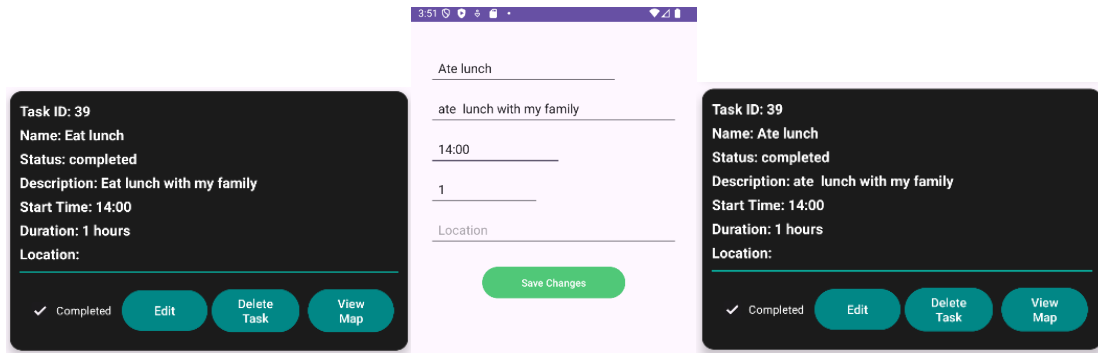 Task ID: 39
Name: Eat lunch
Status: completed
Description: Eat lunch with my family
Start Time: 14:00
Duration: 1 hours
Location:
Completed
Edit
Delete
Task
View
Map
3:51
Ate lunch
ate  lunch with my family
14:00
1
Location
Save Changes
Task ID: 39
Name: Ate lunch
Status: completed
Description: ate  lunch with my family
Start Time: 14:00
Duration: 1 hours
Location:
Completed
Edit
Delete
Task
View
Map